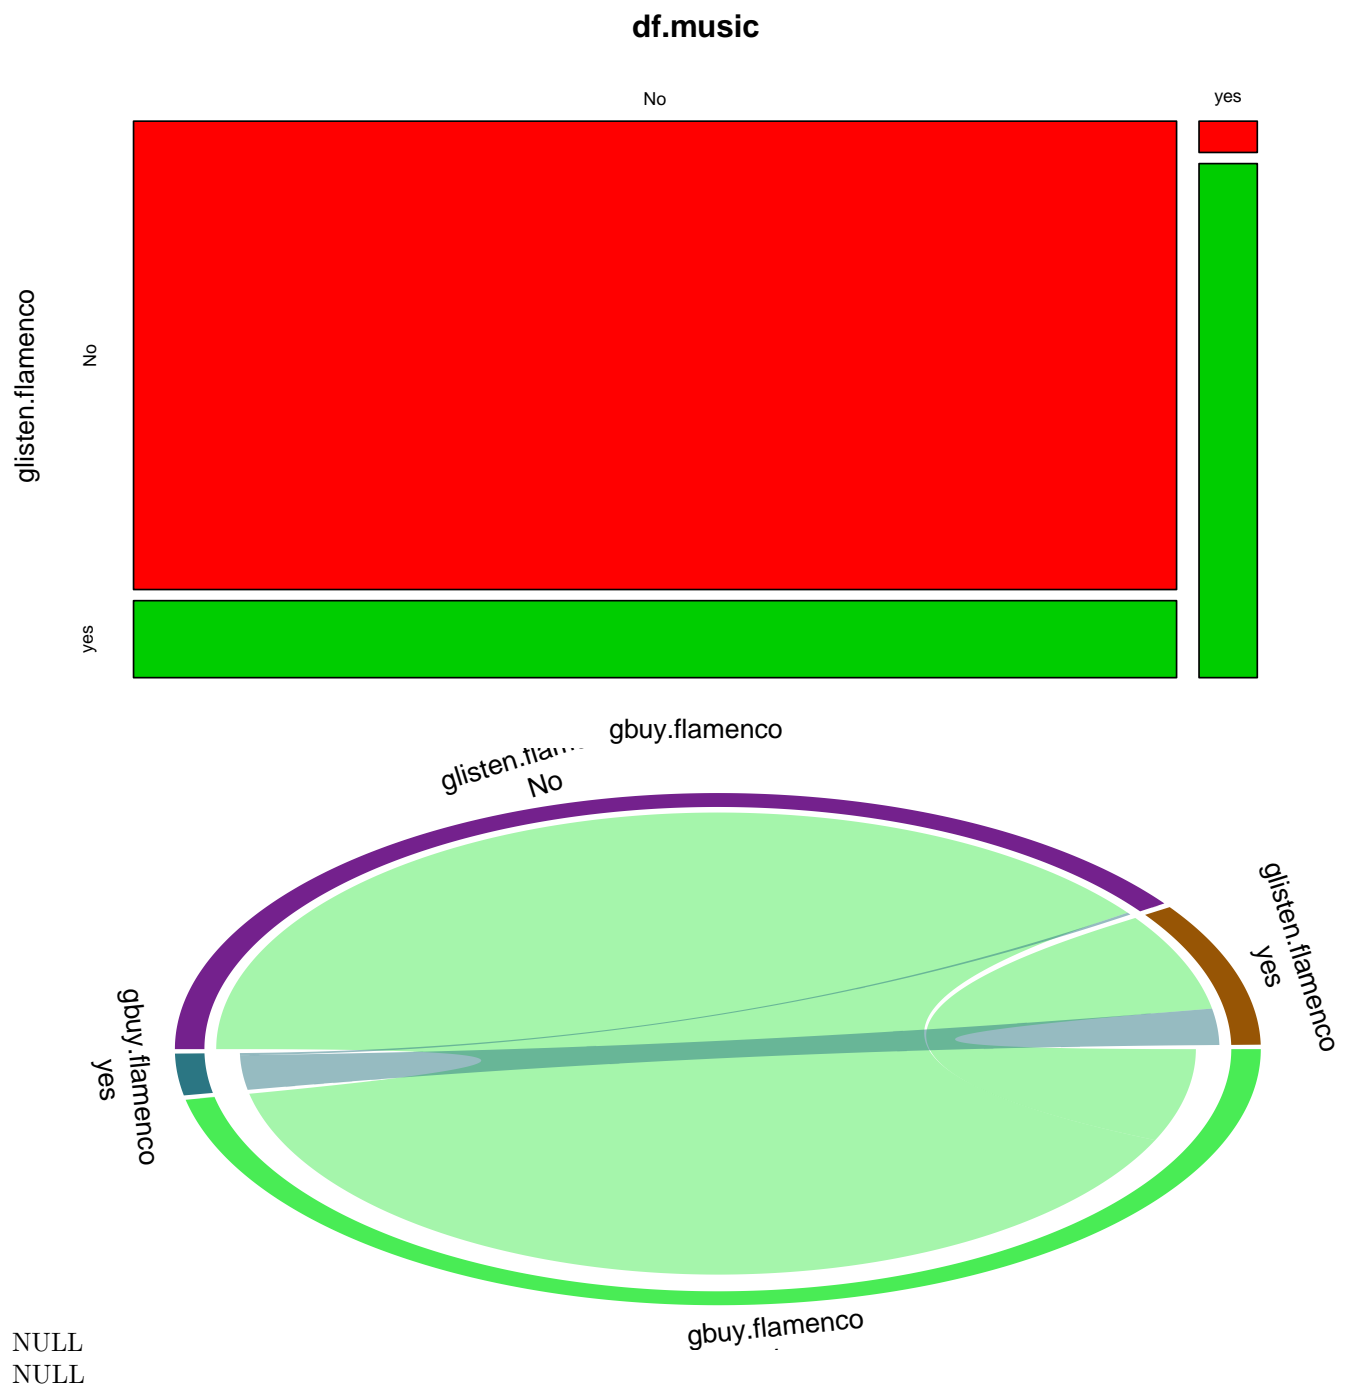 df.music
No
yes
glisten.flamenco
No
yes
gbuy.flamenco
No
glisten.flamenco
yes
gbuy.flamenco
yes
gbuy.flamenco
NULL
NULL